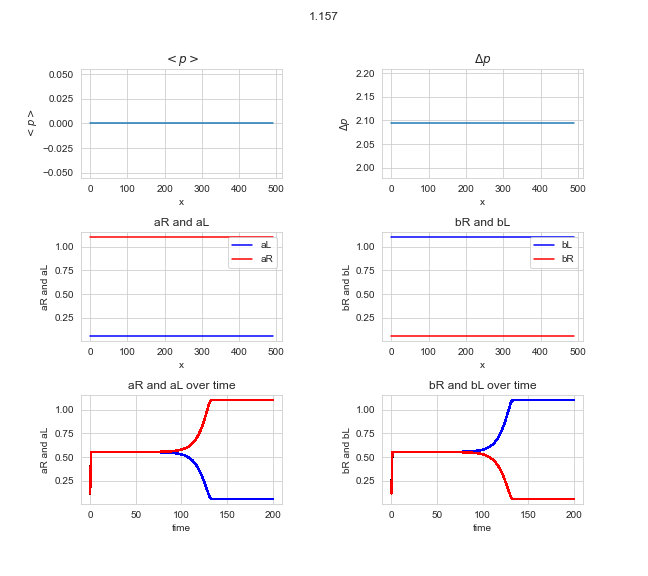 1.157
< p >
Δp
0.050
0.025
0.000
−0.025
−0.050
< p >
0 100 200 300 400 500
x
2.20
2.15
2.10
2.05
2.00
Δp
0 100 200 300 400 500
x
aR and aL
bR and bL
1.00
0.75
0.50
0.25
aR and aL
aL
aR
0 100 200 300 400 500
x
1.00
0.75
0.50
0.25
bR and bL
bL
bR
0 100 200 300 400 500
x
aR and aL over time
bR and bL over time
1.00
0.75
0.50
0.25
aR and aL
0 50 100 150 200
time
1.00
0.75
0.50
0.25
bR and bL
0 50 100 150 200
time